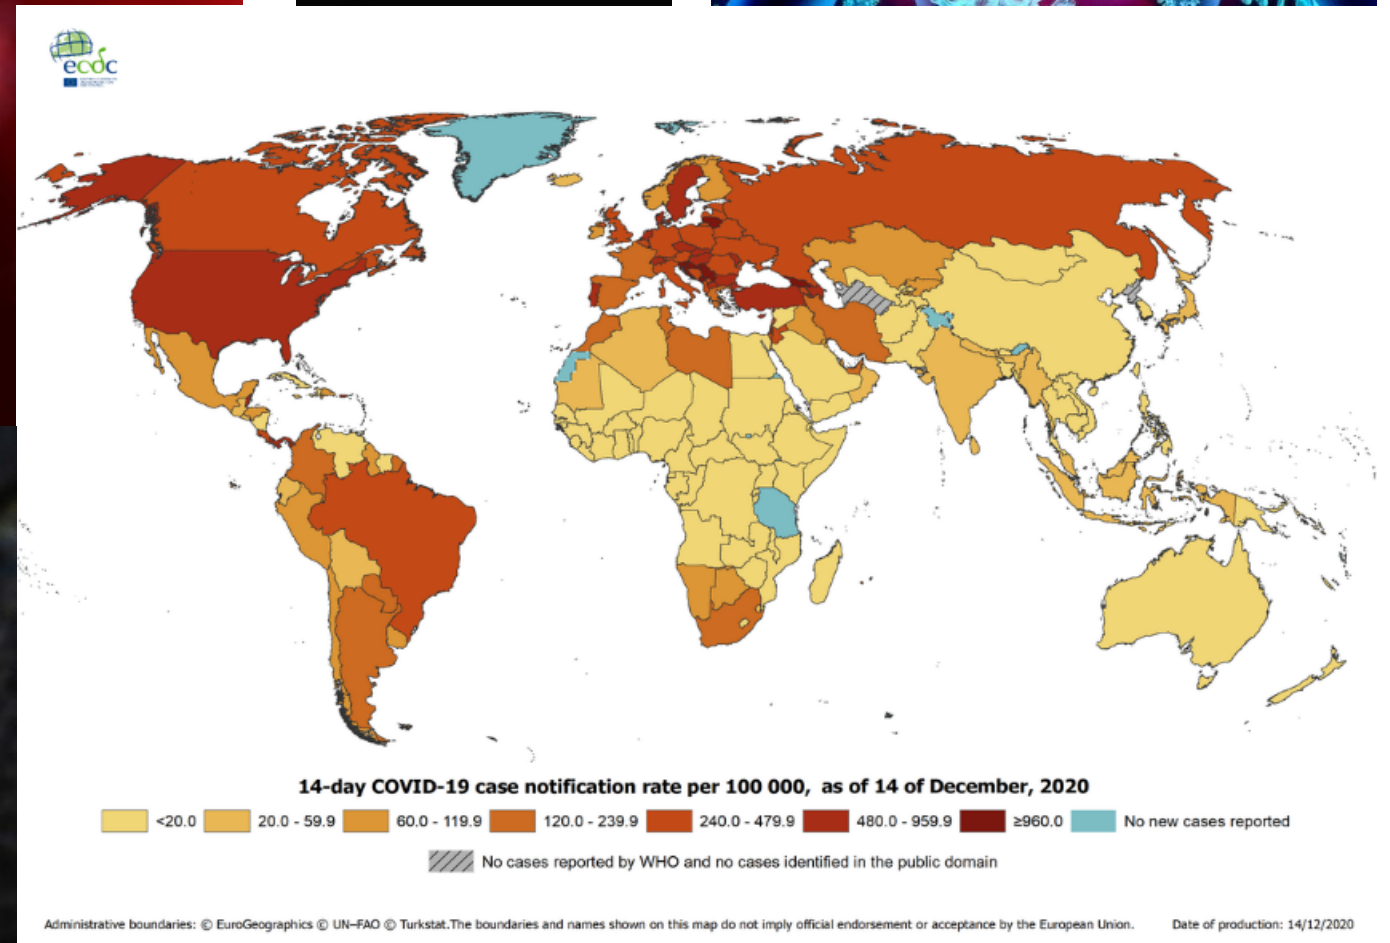 ecdc
14-day COVID-19 case notification rate per 100 000, as of 14 of December, 2020
<20.0 20.0 - 59.9 60.0 - 119.9 120.0 - 239.9 240.0 - 479.9 480.0 - 959.9 ≥960.0 No new cases reported
No cases reported by WHO and no cases identified in the public domain
Administrative boundaries: © EuroGeographics © UN–FAO © Turkstat.The boundaries and names shown on this map do not imply official endorsement or acceptance by the European Union. Date of production: 14/12/2020